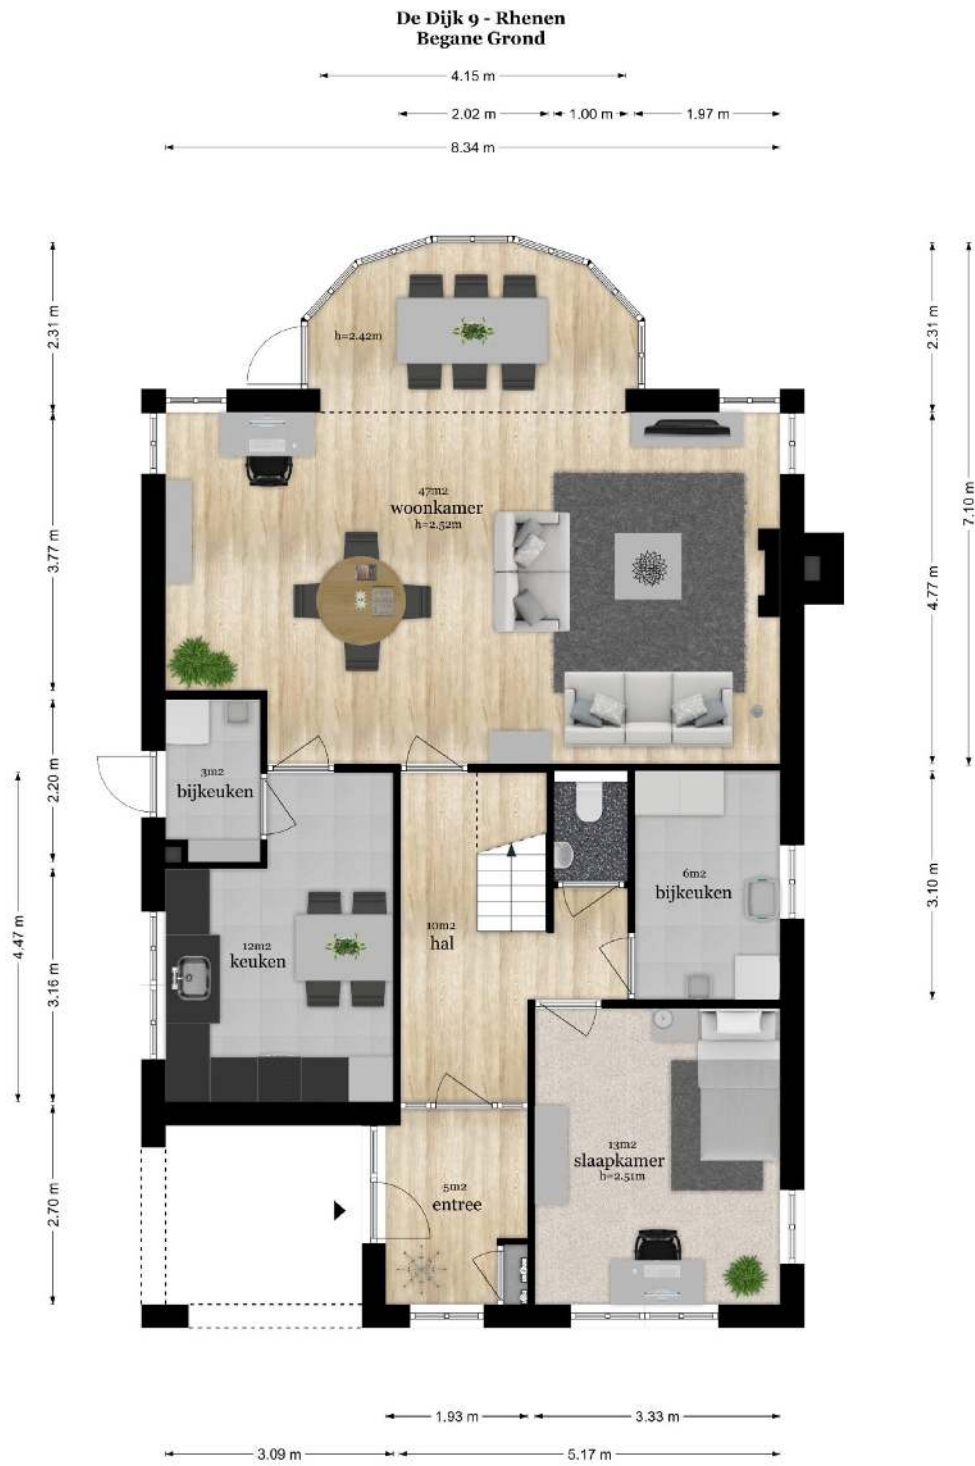 De Dijk 9 - Rhenen
Begane Grond
4.15 m
2.02 m
1.00 m
1.97 m
8.34 m
2.31 m
2.31 m
h=2.42m
47m2
woonkamer
h=2.52m
3.77 m
4.77 m
7.10 m
3m2
bijkeuken
2.20 m
6m2
bijkeuken
3.10 m
10m2
hal
12m2
keuken
4.47 m
3.16 m
13m2
slaapkamer
h=2.51m
5m2
entree
2.70 m
1.93 m
3.33 m
3.09 m
5.17 m